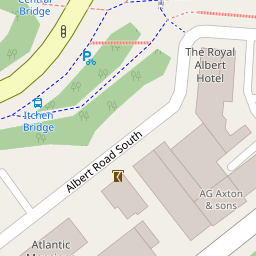 Central
Bridge
The Royal
Albert
Hotel
Itchen
Bridge
Albert Road South
AG Axton
& sons
Atlantic